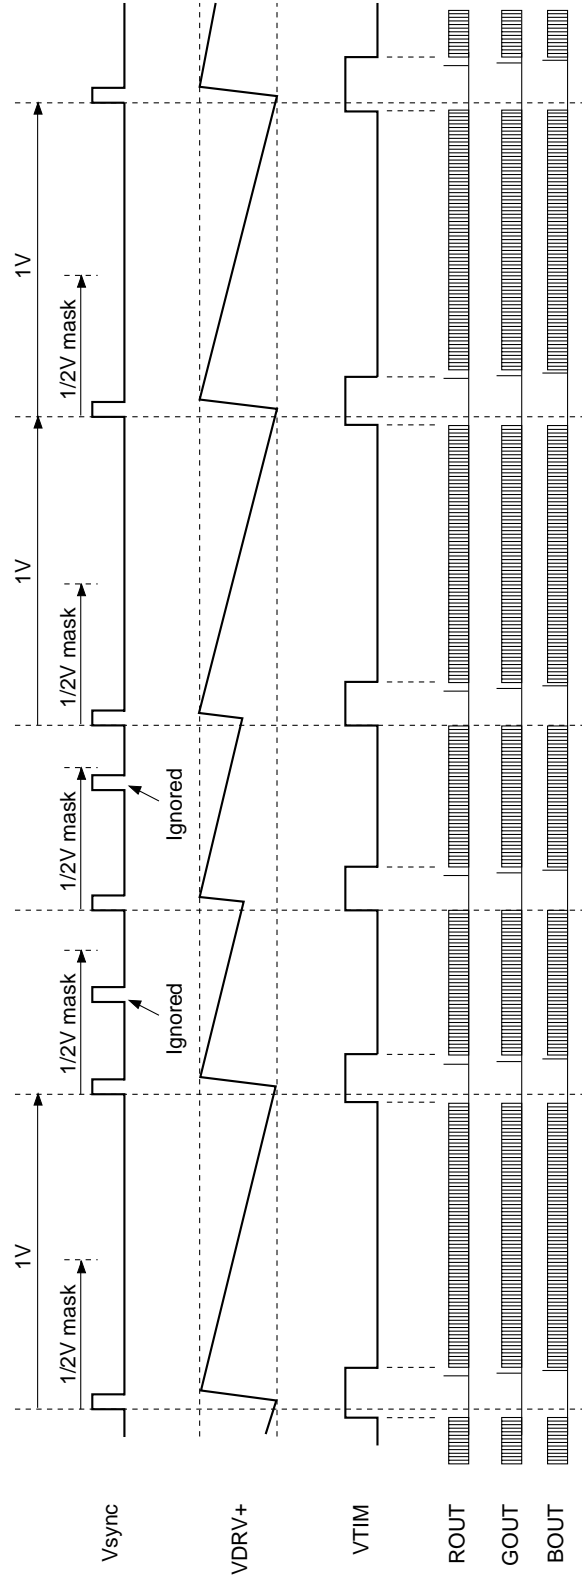 1V
1V
1V
1/2V mask
1/2V mask
1/2V mask
1/2V mask
1/2V mask
Vsync
Ignored
Ignored
VDRV+
VTIM
ROUT
GOUT
BOUT